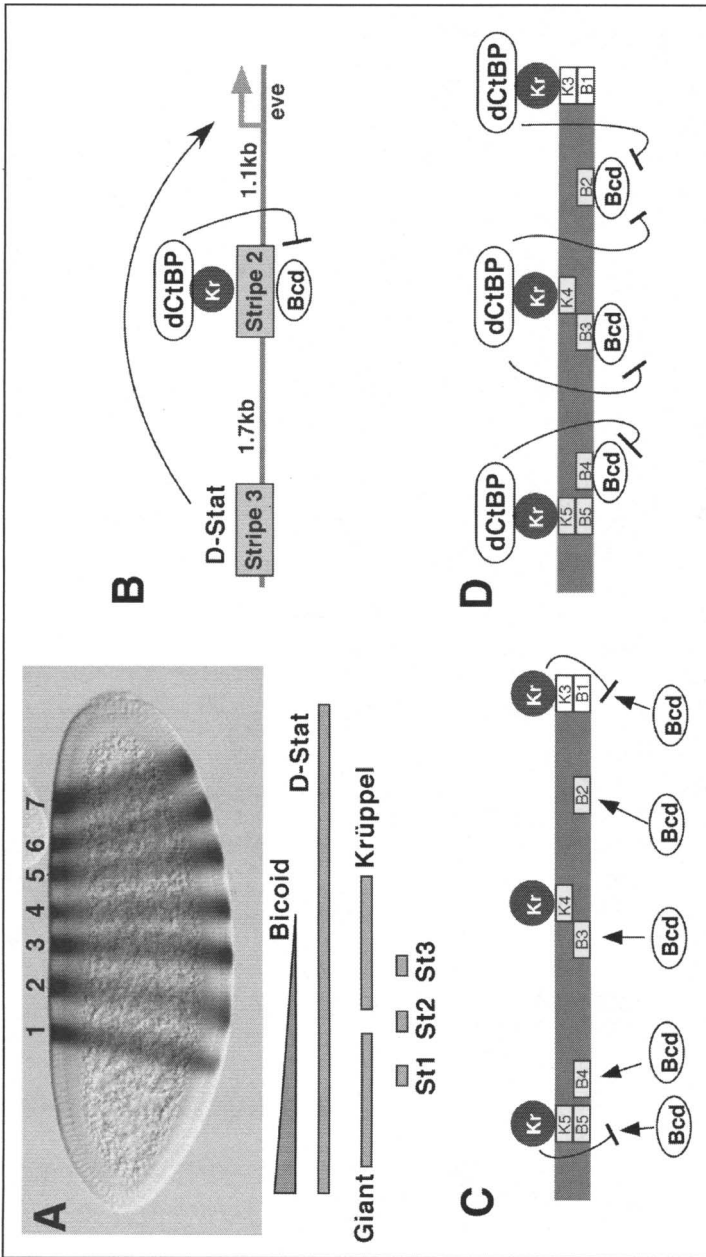 A
1 2 3 4 5 6 7
Bicoid
D-Stat
Giant
Krüppel
St1 St2 St3
B
D-Stat
Stripe 3
1.7kb
dCtBP
Kr
Stripe 2
Bcd
1.1kb
eve
C
Kr
Kr
Kr
K5
B5
B4
B3
K4
B2
K3
B1
Bcd
Bcd
Bcd
Bcd
Bcd
D
dCtBP
dCtBP
dCtBP
Kr
Kr
Kr
K5
B5
B4
B3
K4
B2
K3
B1
Bcd
Bcd
Bcd